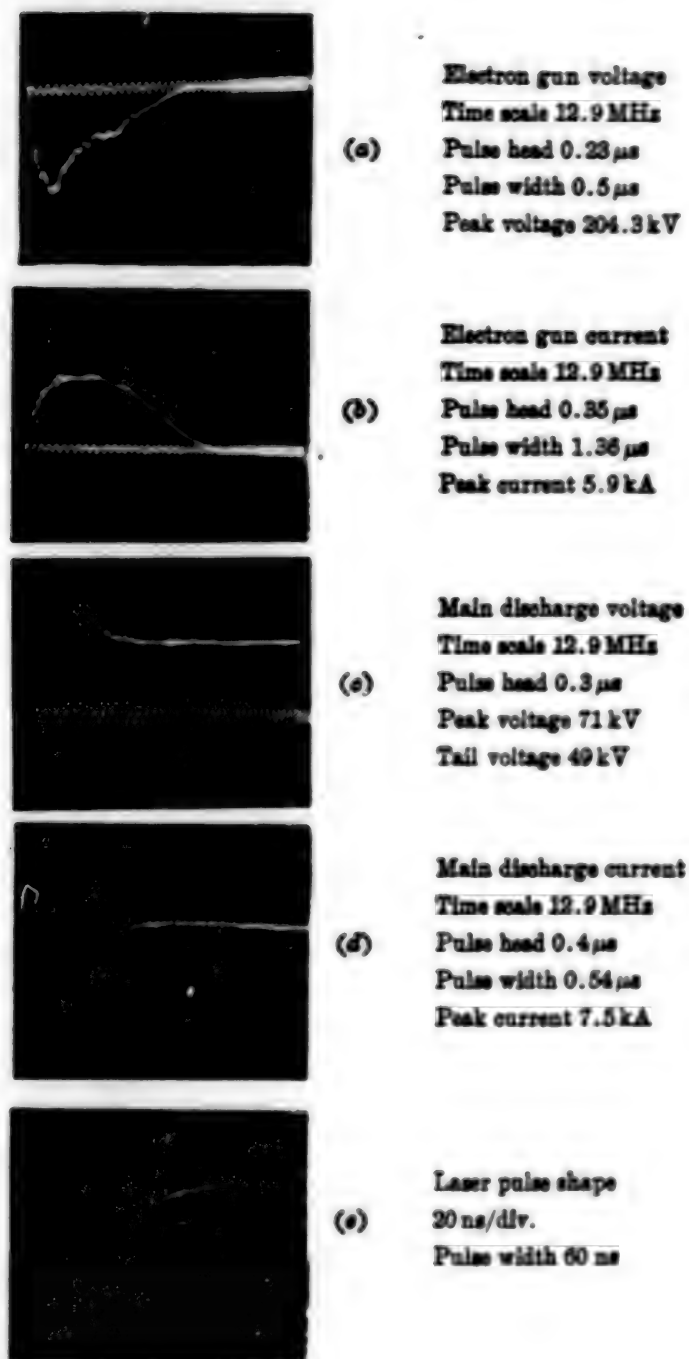 (a)
Electron gun voltage
Time scale 12.9 MHz
Pulse head 0.23 μs
Pulse width 0.5 μs
Peak voltage 204.3 kV
(b)
Electron gun current
Time scale 12.9 MHz
Pulse head 0.35 μs
Pulse width 1.36 μs
Peak current 5.9 kA
(c)
Main discharge voltage
Time scale 12.9 MHz
Pulse head 0.3 μs
Peak voltage 71 kV
Tail voltage 49 kV
(d)
Main discharge current
Time scale 12.9 MHz
Pulse head 0.4 μs
Pulse width 0.54 μs
Peak current 7.5 kA
(e)
Laser pulse shape
20 ns/div.
Pulse width 60 ns